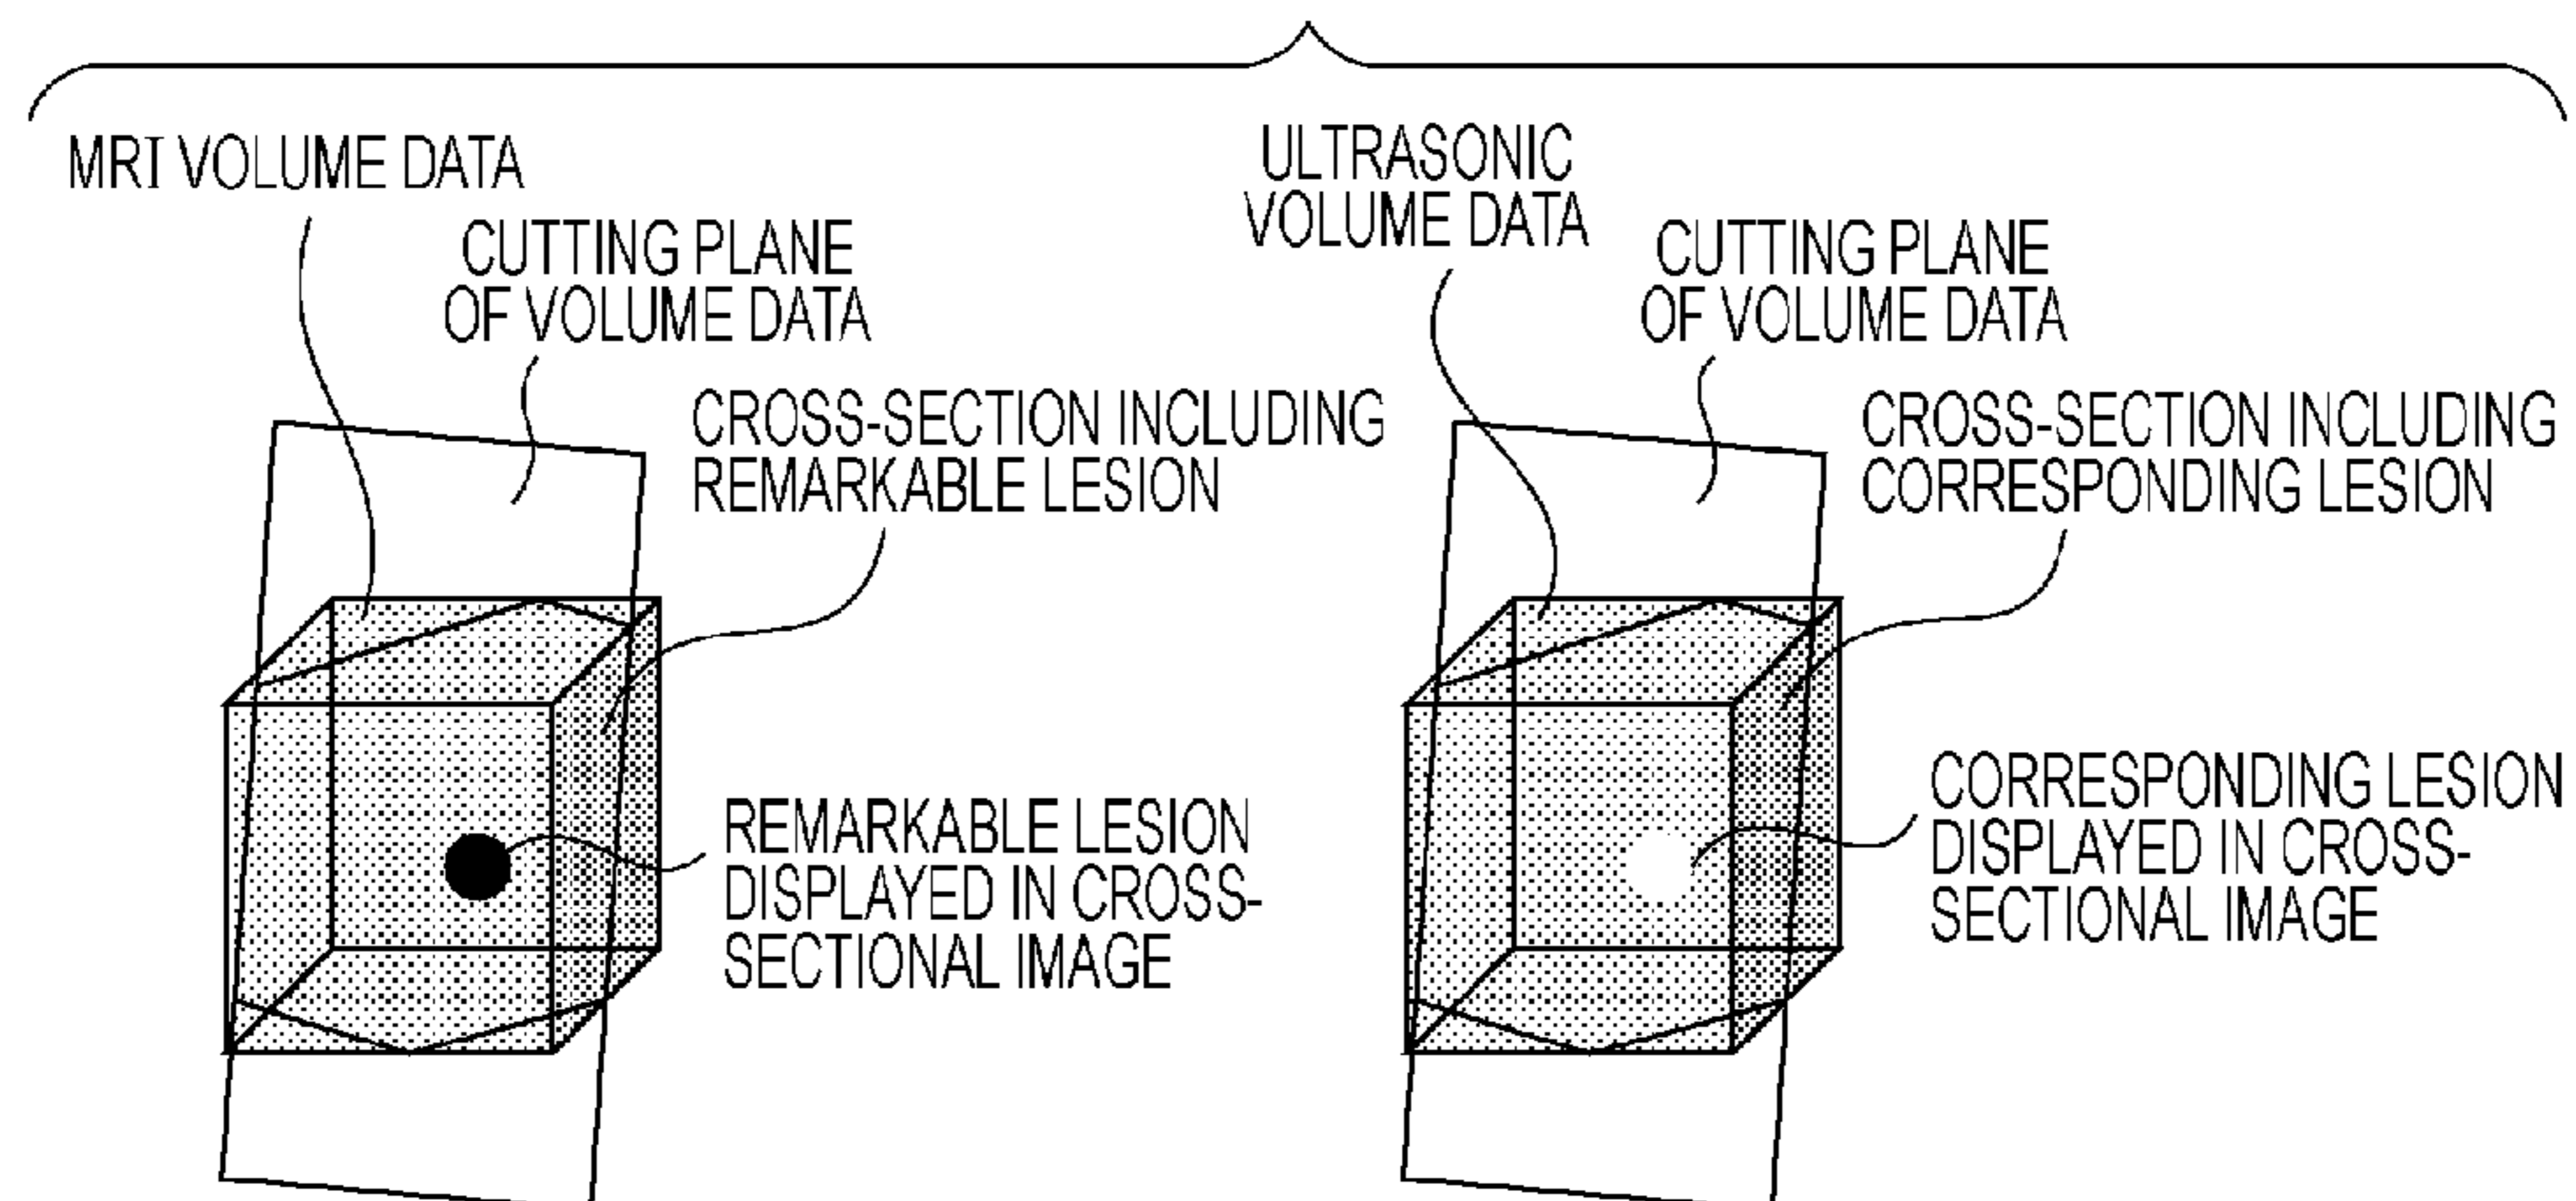 MRI VOLUME DATA
CUTTING PLANE
OF VOLUME DATA
CROSS-SECTION INCLUDING
REMARKABLE LESION
REMARKABLE LESION
DISPLAYED IN CROSS-
SECTIONAL IMAGE
ULTRASONIC
VOLUME DATA
CUTTING PLANE
OF VOLUME DATA
CROSS-SECTION INCLUDING
CORRESPONDING LESION
CORRESPONDING LESION
DISPLAYED IN CROSS-
SECTIONAL IMAGE